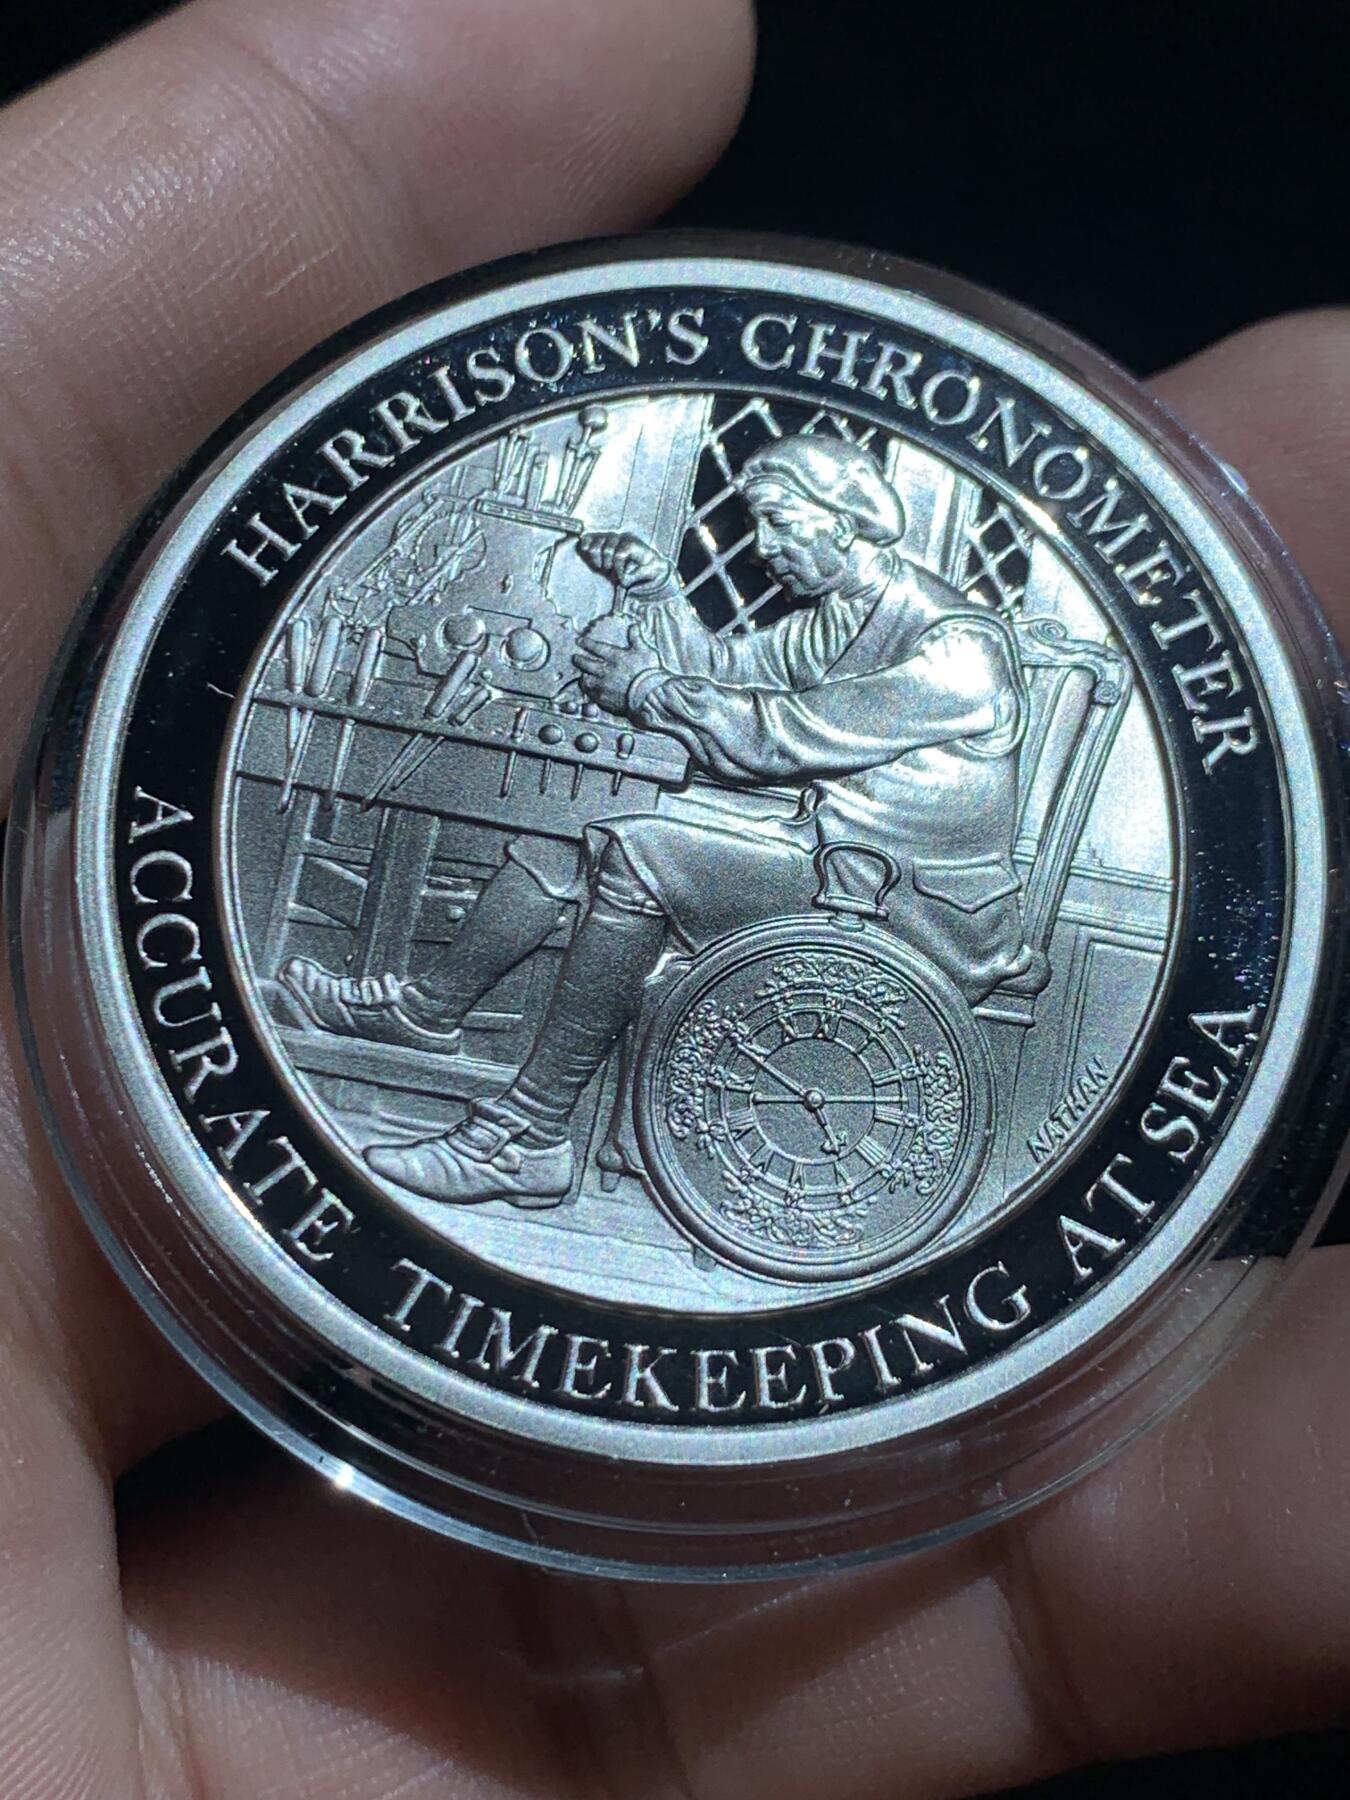 HARRISON'S CHRONOMETER
ACCURATE TIMEKEEPING AT SEA
NATHAN